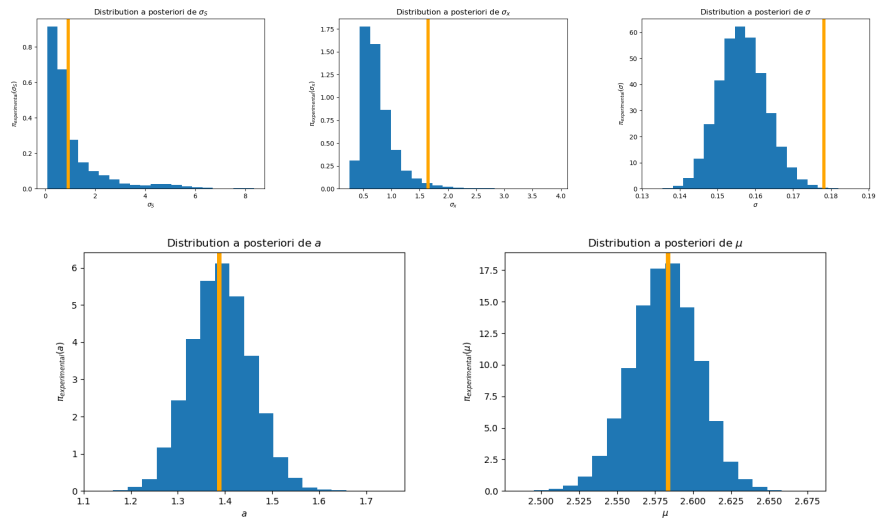 Distribution a posteriori de σ_S
π_experimental(σ_S)
0.8
0.6
0.4
0.2
0.0
0 2 4 6 8
σ_S
Distribution a posteriori de σ_x
π_experimental(σ_x)
1.75
1.50
1.25
1.00
0.75
0.50
0.25
0.00
0.5 1.0 1.5 2.0 2.5 3.0 3.5 4.0
σ_x
Distribution a posteriori de σ
π_experimental(σ)
60
50
40
30
20
10
0
0.13 0.14 0.15 0.16 0.17 0.18 0.19
σ
Distribution a posteriori de a
π_experimental(a)
6
5
4
3
2
1
0
1.1 1.2 1.3 1.4 1.5 1.6 1.7
a
Distribution a posteriori de μ
π_experimental(μ)
17.5
15.0
12.5
10.0
7.5
5.0
2.5
0.0
2.500 2.525 2.550 2.575 2.600 2.625 2.650 2.675
μ